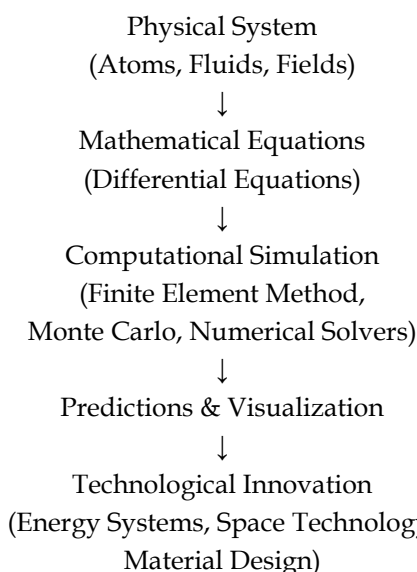 Physical System
(Atoms, Fluids, Fields)
↓
Mathematical Equations
(Differential Equations)
↓
Computational Simulation
(Finite Element Method,
Monte Carlo, Numerical Solvers)
↓
Predictions & Visualization
↓
Technological Innovation
(Energy Systems, Space Technolog
Material Design)